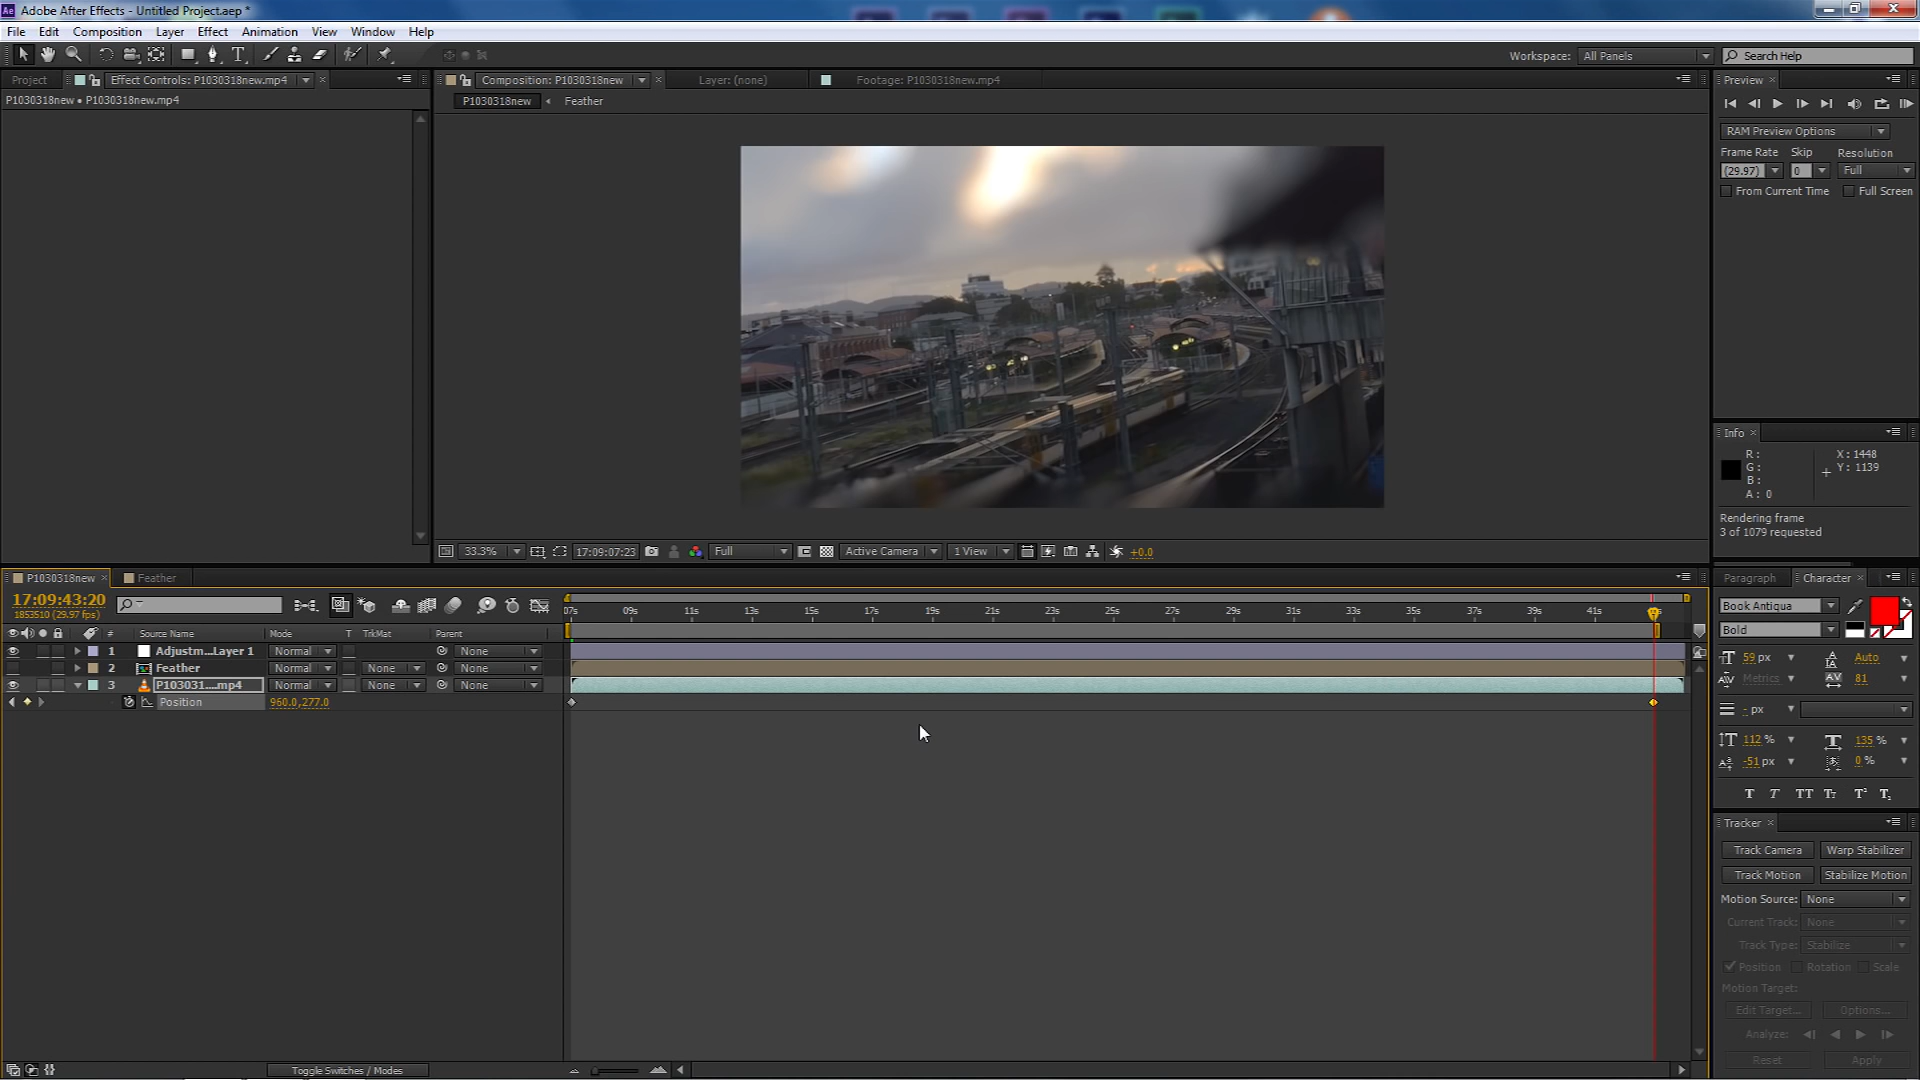 Adobe After Effects - Untitled Project.aep *
File Edit Composition Layer Effect Animation View Window Help
Workspace: All Panels Search Help
Project Effect Controls: P1030318new.mp4 Composition: P1030318new Layer: (none) Footage: P1030318new.mp4 Preview
P1030318new • P1030318new.mp4 P1030318new Feather
RAM Preview Options
Frame Rate Skip Resolution
(29.97) 0 Full
From Current Time Full Screen
Info
R: X: 1448
G: Y: 1139
B:
A: 0
Rendering frame
3 of 1079 requested
33.3% 17:09:07:23 Full Active Camera 1 View +0.0
P1030318new Feather
Paragraph Character
17:09:43:20
1853510 (29.97 fps)
07s 09s 11s 13s 15s 17s 19s 21s 23s 25s 27s 29s 31s 33s 35s 37s 39s 41s
Book Antiqua
Bold
# Source Name Mode T TrkMat Parent
1 Adjustm...Layer 1 Normal None
2 Feather Normal None None
3 P103031....mp4 Normal None None
Position 960.0,277.0
59 px Auto
Metrics 81
- px
112 % 135 %
-51 px 0 %
T T TT TT T¹ T₁
Tracker
Track Camera Warp Stabilizer
Track Motion Stabilize Motion
Motion Source: None
Current Track: None
Track Type: Stabilize
Position Rotation Scale
Motion Target:
Edit Target... Options...
Analyze:
Reset Apply
Toggle Switches / Modes